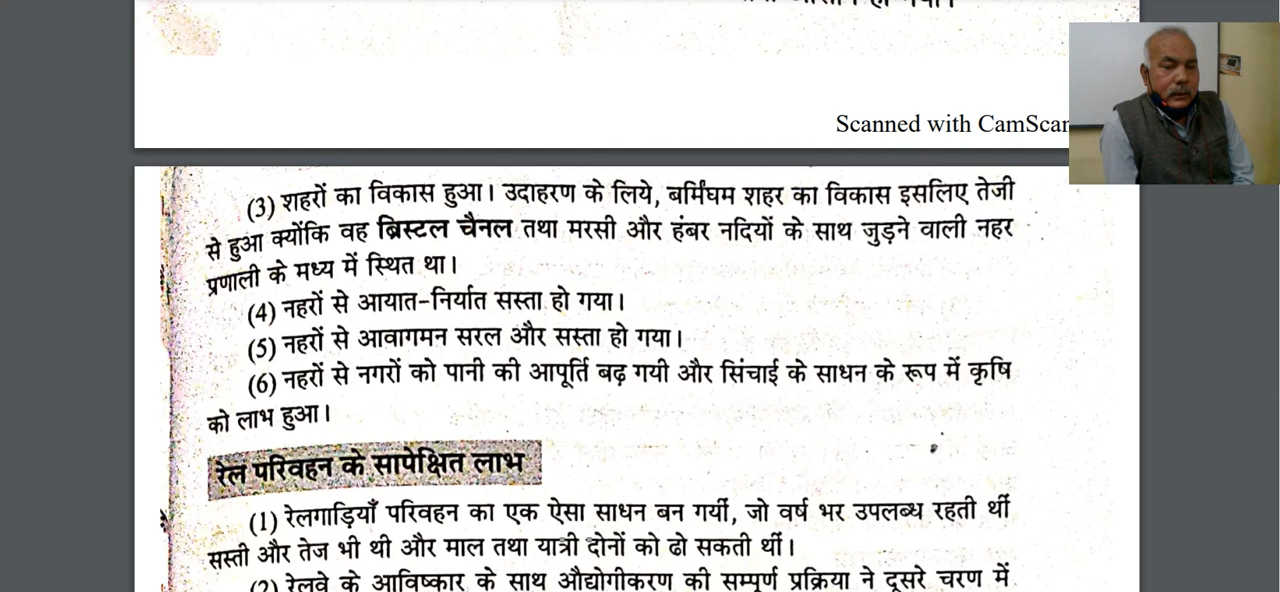 Scanned with CamScan
(3) शहरों का विकास हुआ। उदाहरण के लिये, बर्मिंघम शहर का विकास इसलिए तेजी
से हुआ क्योंकि वह ब्रिस्टल चैनल तथा मरसी और हंबर नदियों के साथ जुड़ने वाली नहर
प्रणाली के मध्य में स्थित था।
(4) नहरों से आयात-निर्यात सस्ता हो गया।
(5) नहरों से आवागमन सरल और सस्ता हो गया।
(6) नहरों से नगरों को पानी की आपूर्ति बढ़ गयी और सिंचाई के साधन के रूप में कृषि
को लाभ हुआ।
रेल परिवहन के सापेक्षित लाभ
(1) रेलगाड़ियाँ परिवहन का एक ऐसा साधन बन गयीं, जो वर्ष भर उपलब्ध रहती थीं
सस्ती और तेज भी थी और माल तथा यात्री दोनों को ढो सकती थीं।
(2) रेलवे के आविष्कार के साथ औद्योगीकरण की सम्पूर्ण प्रक्रिया ने दूसरे चरण में